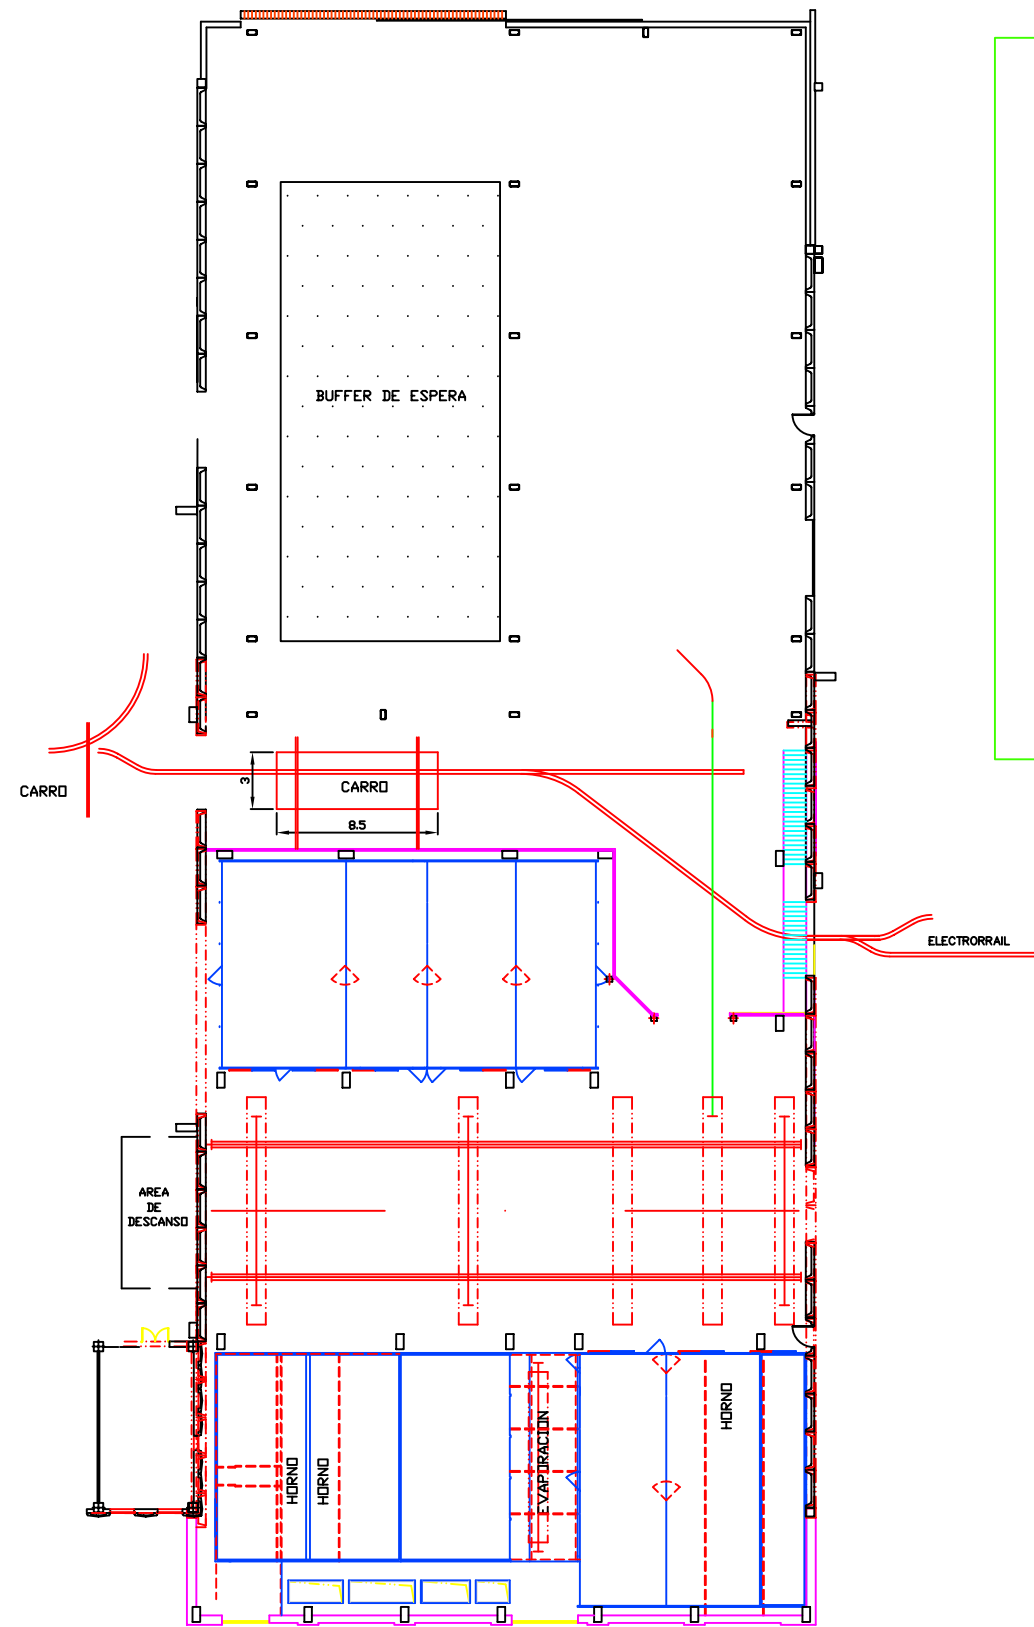 BUFFER DE ESPERA
CARRO
3
CARRO
8.5
ELECTRORRAIL
AREA
DE
DESCANSO
HORNO
HORNO
EVAPORACION
HORNO